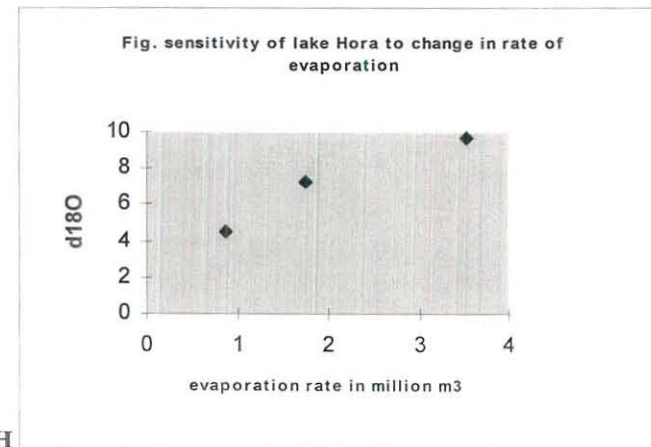 Fig. sensitivity of lake Hora to change in rate of
evaporation
10
8
6
4
2
0
d18O
0 1 2 3 4
evaporation rate in million m3
H